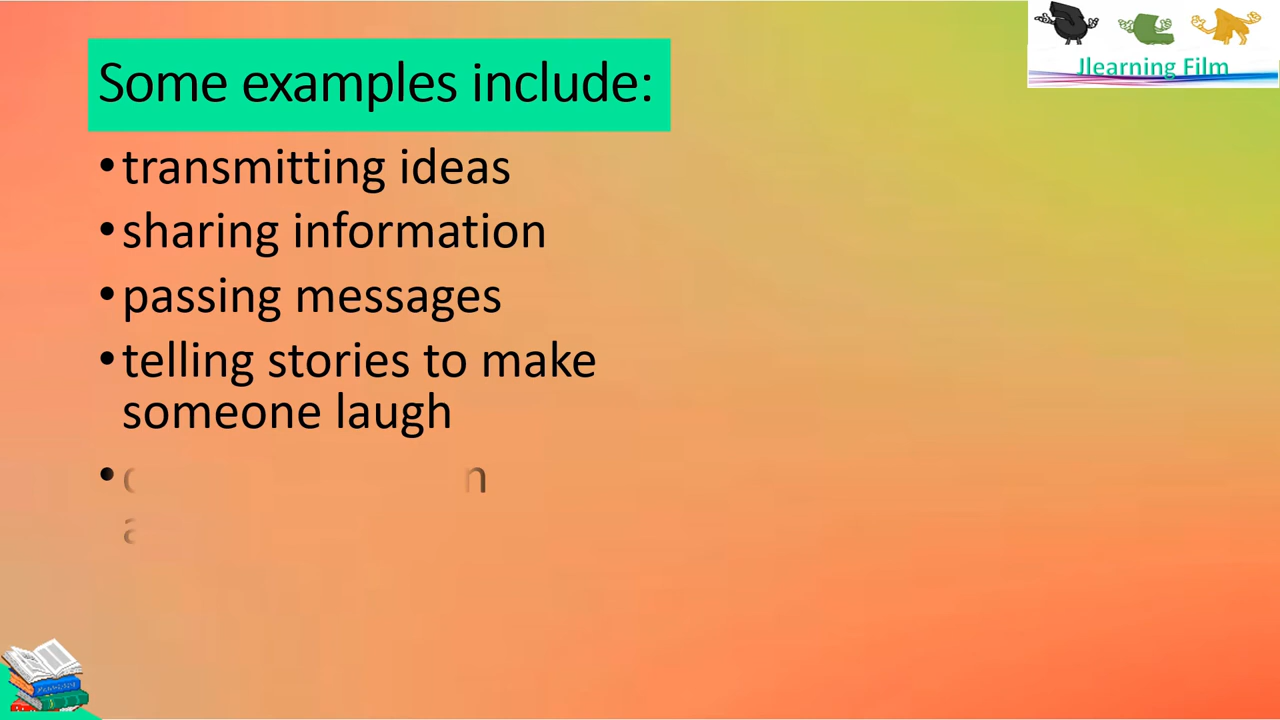 Jlearning Film
Some examples include:
•transmitting ideas
•sharing information
•passing messages
•telling stories to make
someone laugh
•